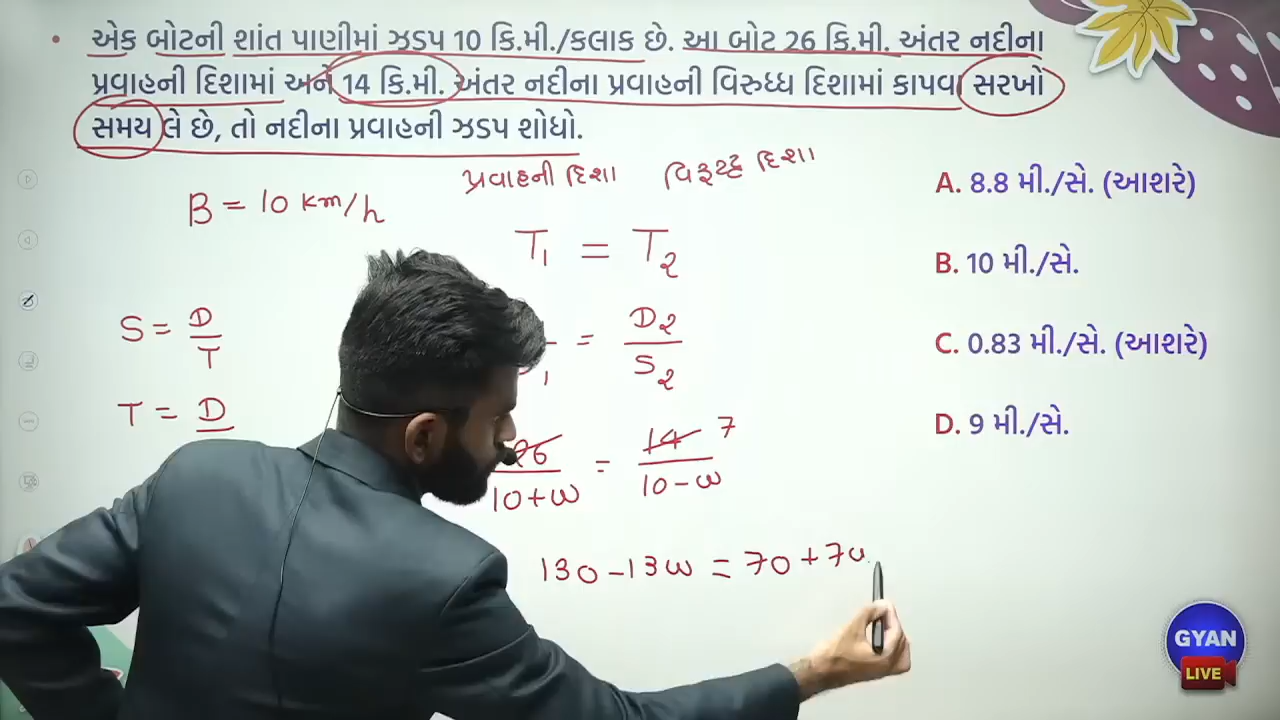 • એક બોટની શાંત પાણીમાં ઝડપ 10 કિ.મી./કલાક છે. આ બોટ 26 કિ.મી. અંતર નદીના
પ્રવાહની દિશામાં અને 14 કિ.મી. અંતર નદીના પ્રવાહની વિરુધ્ધ દિશામાં કાપવા સરખો
સમય લે છે, તો નદીના પ્રવાહની ઝડપ શોધો.
પ્રવાહની દિશા વિરૂધ્ધ દિશા
B = 10 km/h
T₁ = T₂
S = D/T
= D₂/S₂
T = D
26/10+w = 14/10-w 7
130-13w = 70+7
A. 8.8 મી./સે. (આશરે)
B. 10 મી./સે.
C. 0.83 મી./સે. (આશરે)
D. 9 મી./સે.
GYAN
LIVE